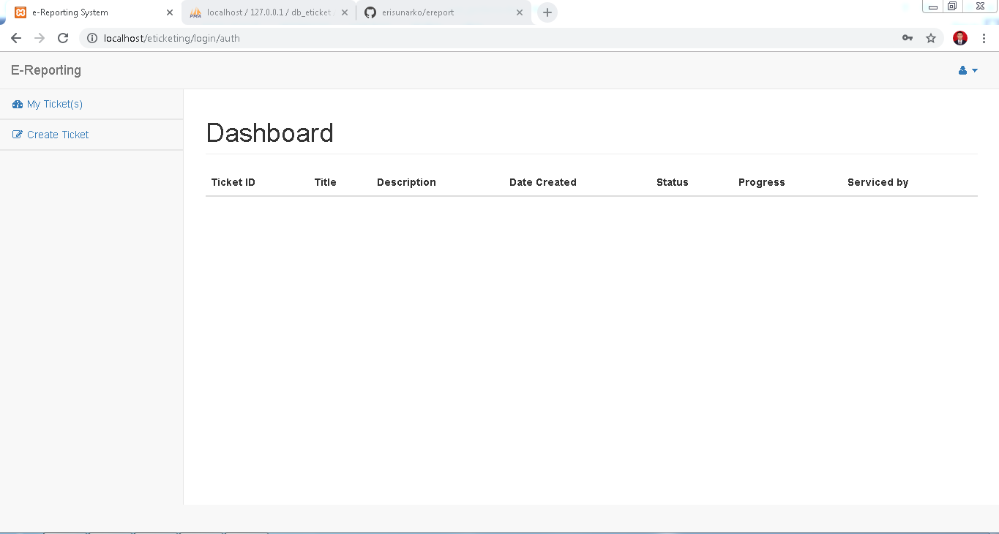 e-Reporting System
localhost / 127.0.0.1 / db_eticket
erisunarko/ereport
localhost/eticketing/login/auth
E-Reporting
My Ticket(s)
Create Ticket
Dashboard
Ticket ID Title Description Date Created Status Progress Serviced by